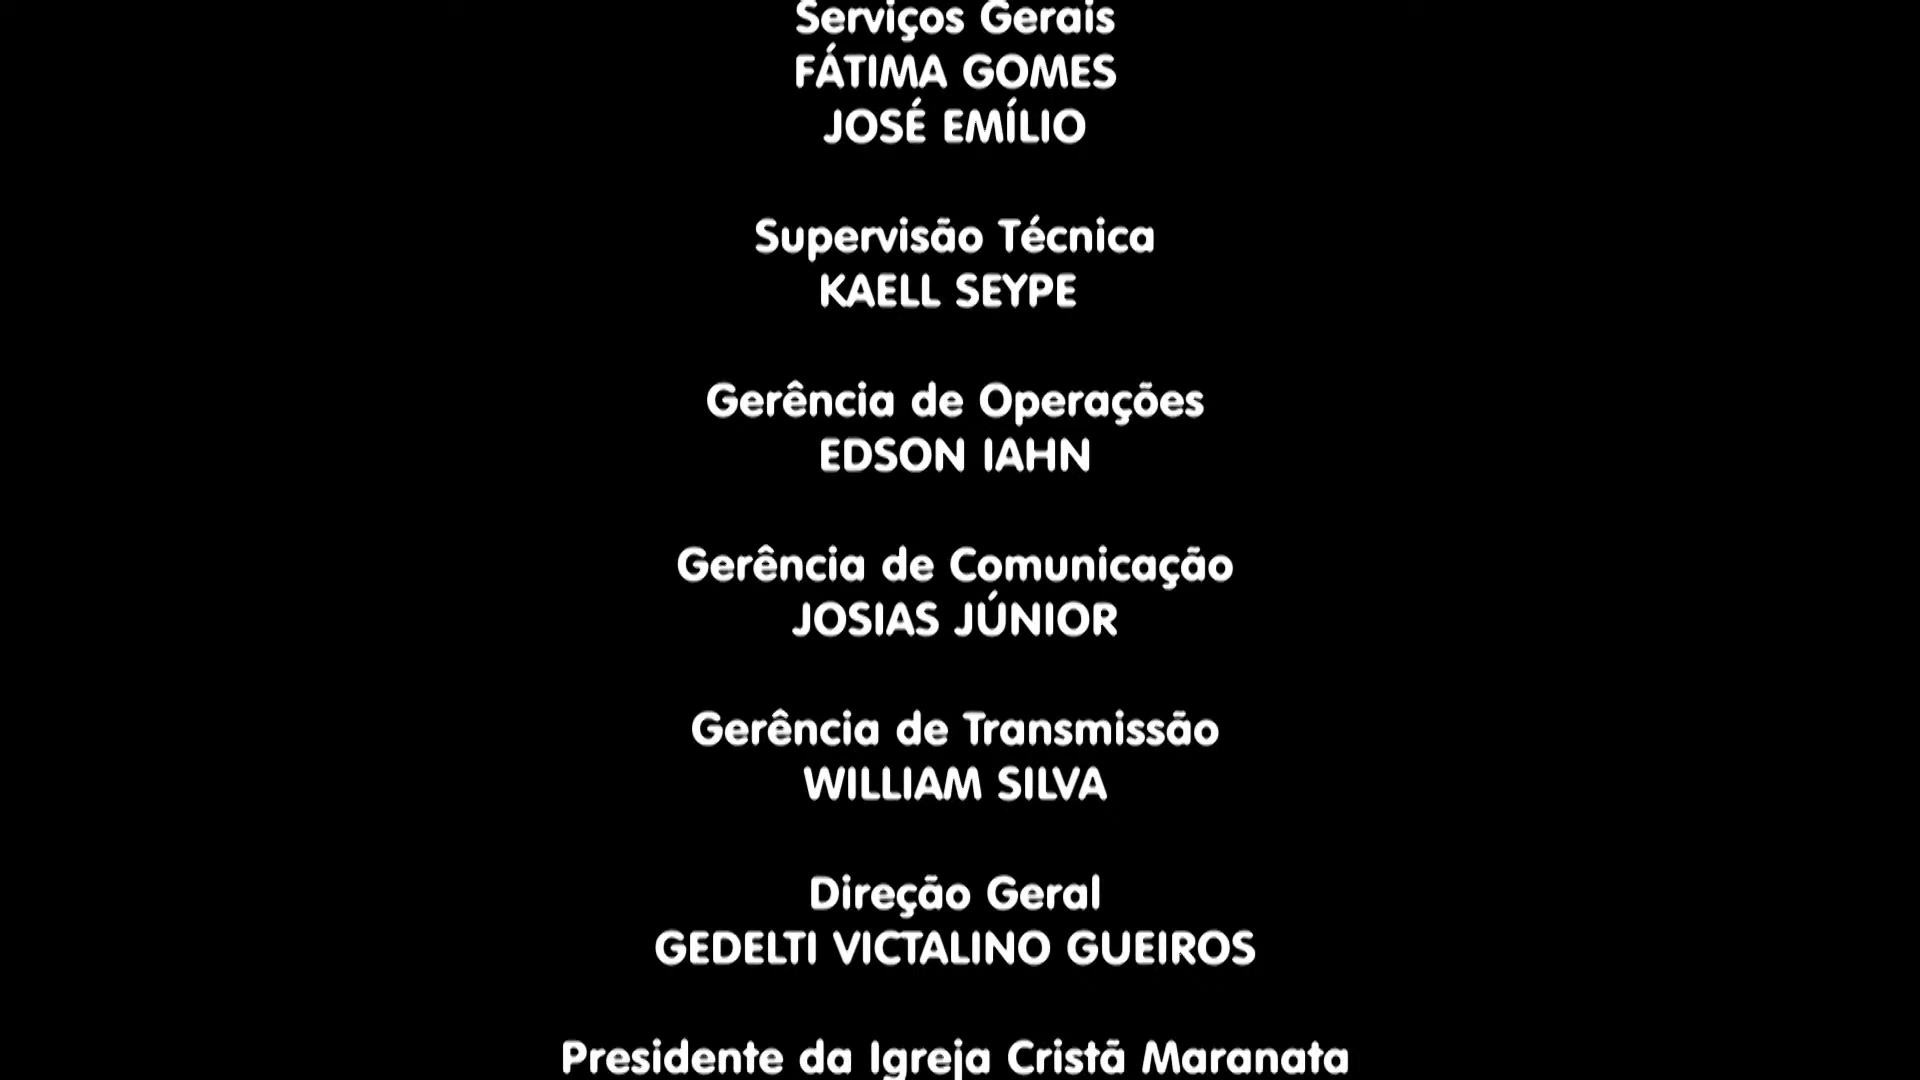 Serviços Gerais
FÁTIMA GOMES
JOSÉ EMÍLIO
Supervisão Técnica
KAELL SEYPE
Gerência de Operações
EDSON IAHN
Gerência de Comunicação
JOSIAS JÚNIOR
Gerência de Transmissão
WILLIAM SILVA
Direção Geral
GEDELTI VICTALINO GUEIROS
Presidente da Igreja Cristã Maranata